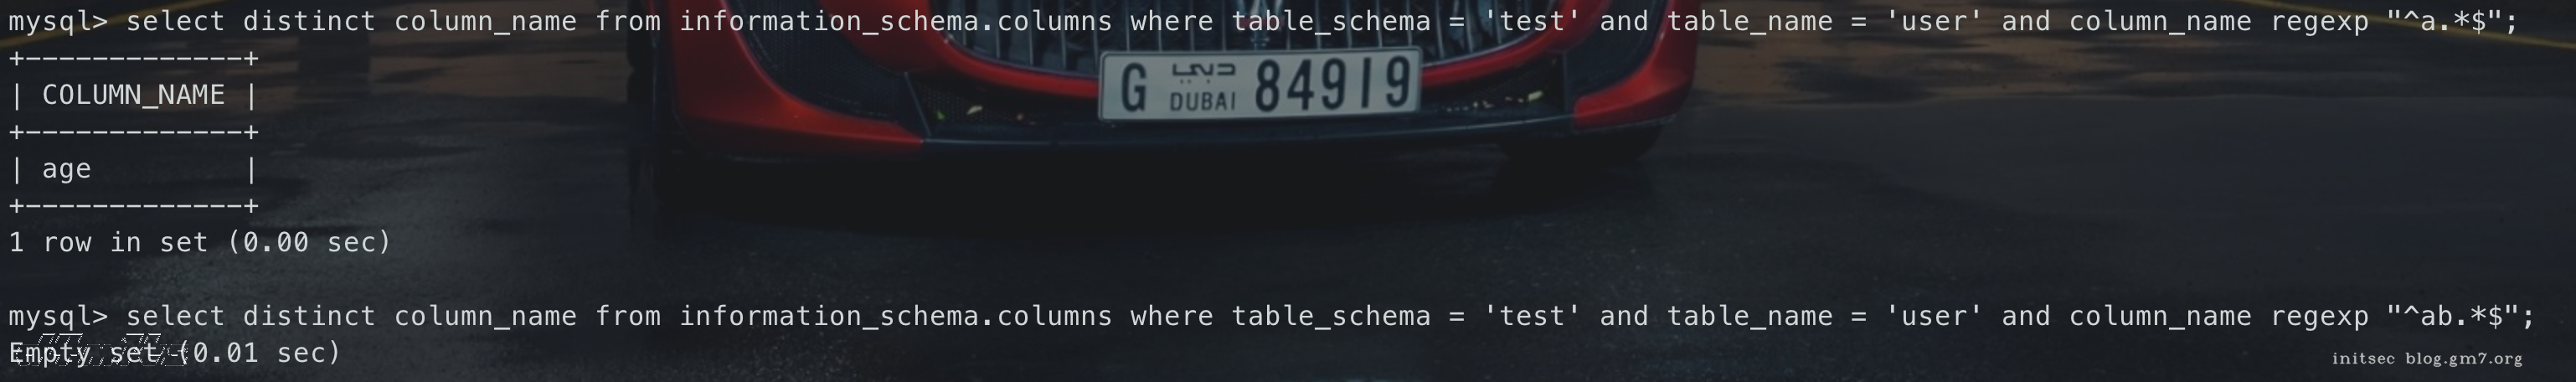 mysql> select distinct column_name from information_schema.columns where table_schema = 'test' and table_name = 'user' and column_name regexp "^a.*$";
+-------------+
| COLUMN_NAME |
+-------------+
| age         |
+-------------+
1 row in set (0.00 sec)
G دبي DUBAI 84919
mysql> select distinct column_name from information_schema.columns where table_schema = 'test' and table_name = 'user' and column_name regexp "^ab.*$";
Empty set (0.01 sec)
initsec blog.gm7.org